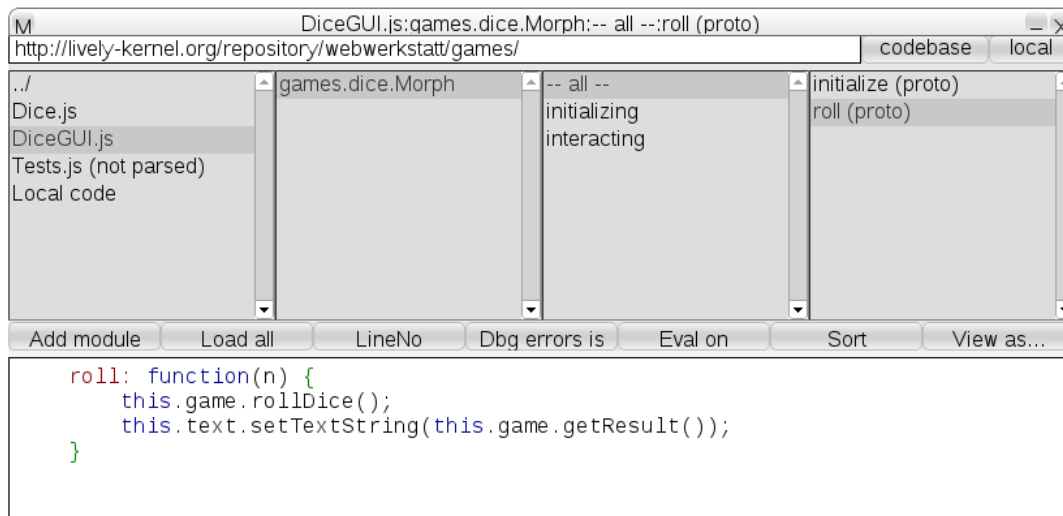 M DiceGUI.js:games.dice.Morph:-- all --:roll (proto)
http://lively-kernel.org/repository/webwerkstatt/games/ codebase local
../
Dice.js
DiceGUI.js
Tests.js (not parsed)
Local code
games.dice.Morph
-- all --
initializing
interacting
initialize (proto)
roll (proto)
Add module Load all LineNo Dbg errors is Eval on Sort View as...
roll: function(n) {
this.game.rollDice();
this.text.setTextString(this.game.getResult());
}